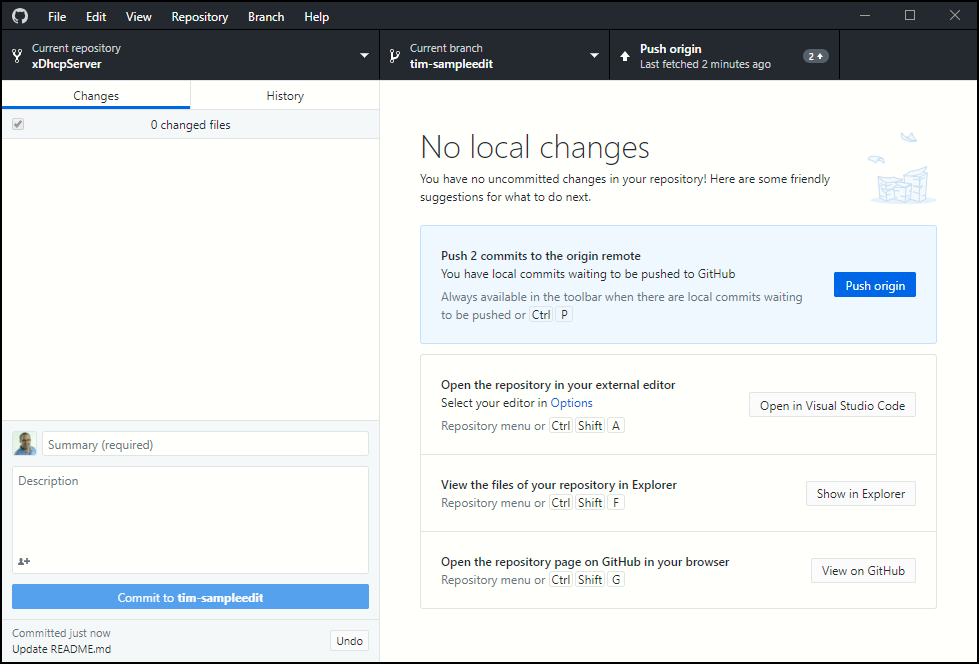 File Edit View Repository Branch Help
Current repository
xDhcpServer
Current branch
tim-sampleedit
Push origin
Last fetched 2 minutes ago
2
Changes History
0 changed files
No local changes
You have no uncommitted changes in your repository! Here are some friendly
suggestions for what to do next.
Push 2 commits to the origin remote
You have local commits waiting to be pushed to GitHub
Always available in the toolbar when there are local commits waiting
to be pushed or Ctrl P
Push origin
Open the repository in your external editor
Select your editor in Options
Repository menu or Ctrl Shift A
Open in Visual Studio Code
View the files of your repository in Explorer
Repository menu or Ctrl Shift F
Show in Explorer
Open the repository page on GitHub in your browser
Repository menu or Ctrl Shift G
View on GitHub
Summary (required)
Description
Commit to tim-sampleedit
Committed just now
Update README.md
Undo